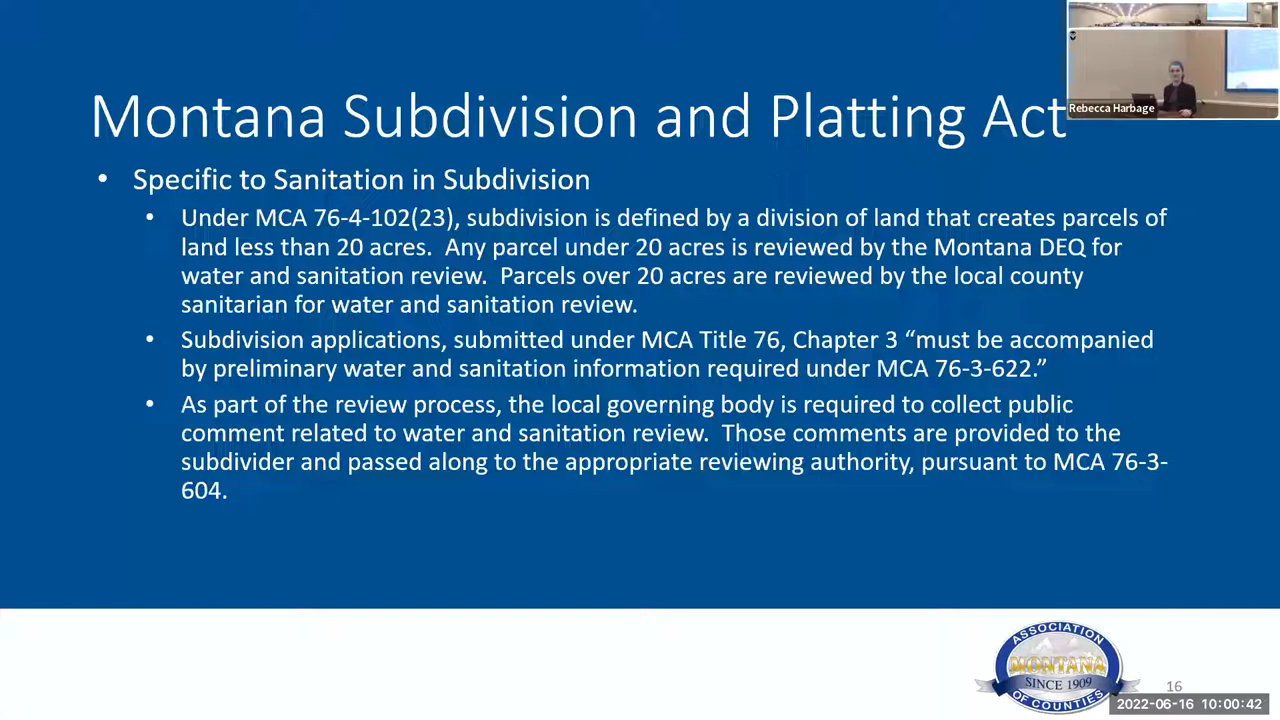 Montana Subdivision and Platting Act
Rebecca Harbage
• Specific to Sanitation in Subdivision
• Under MCA 76-4-102(23), subdivision is defined by a division of land that creates parcels of
land less than 20 acres.  Any parcel under 20 acres is reviewed by the Montana DEQ for
water and sanitation review.  Parcels over 20 acres are reviewed by the local county
sanitarian for water and sanitation review.
• Subdivision applications, submitted under MCA Title 76, Chapter 3 “must be accompanied
by preliminary water and sanitation information required under MCA 76-3-622.”
• As part of the review process, the local governing body is required to collect public
comment related to water and sanitation review.  Those comments are provided to the
subdivider and passed along to the appropriate reviewing authority, pursuant to MCA 76-3-
604.
ASSOCIATION
MONTANA
SINCE 1909
OF COUNTIES
16
2022-06-16 10:00:42